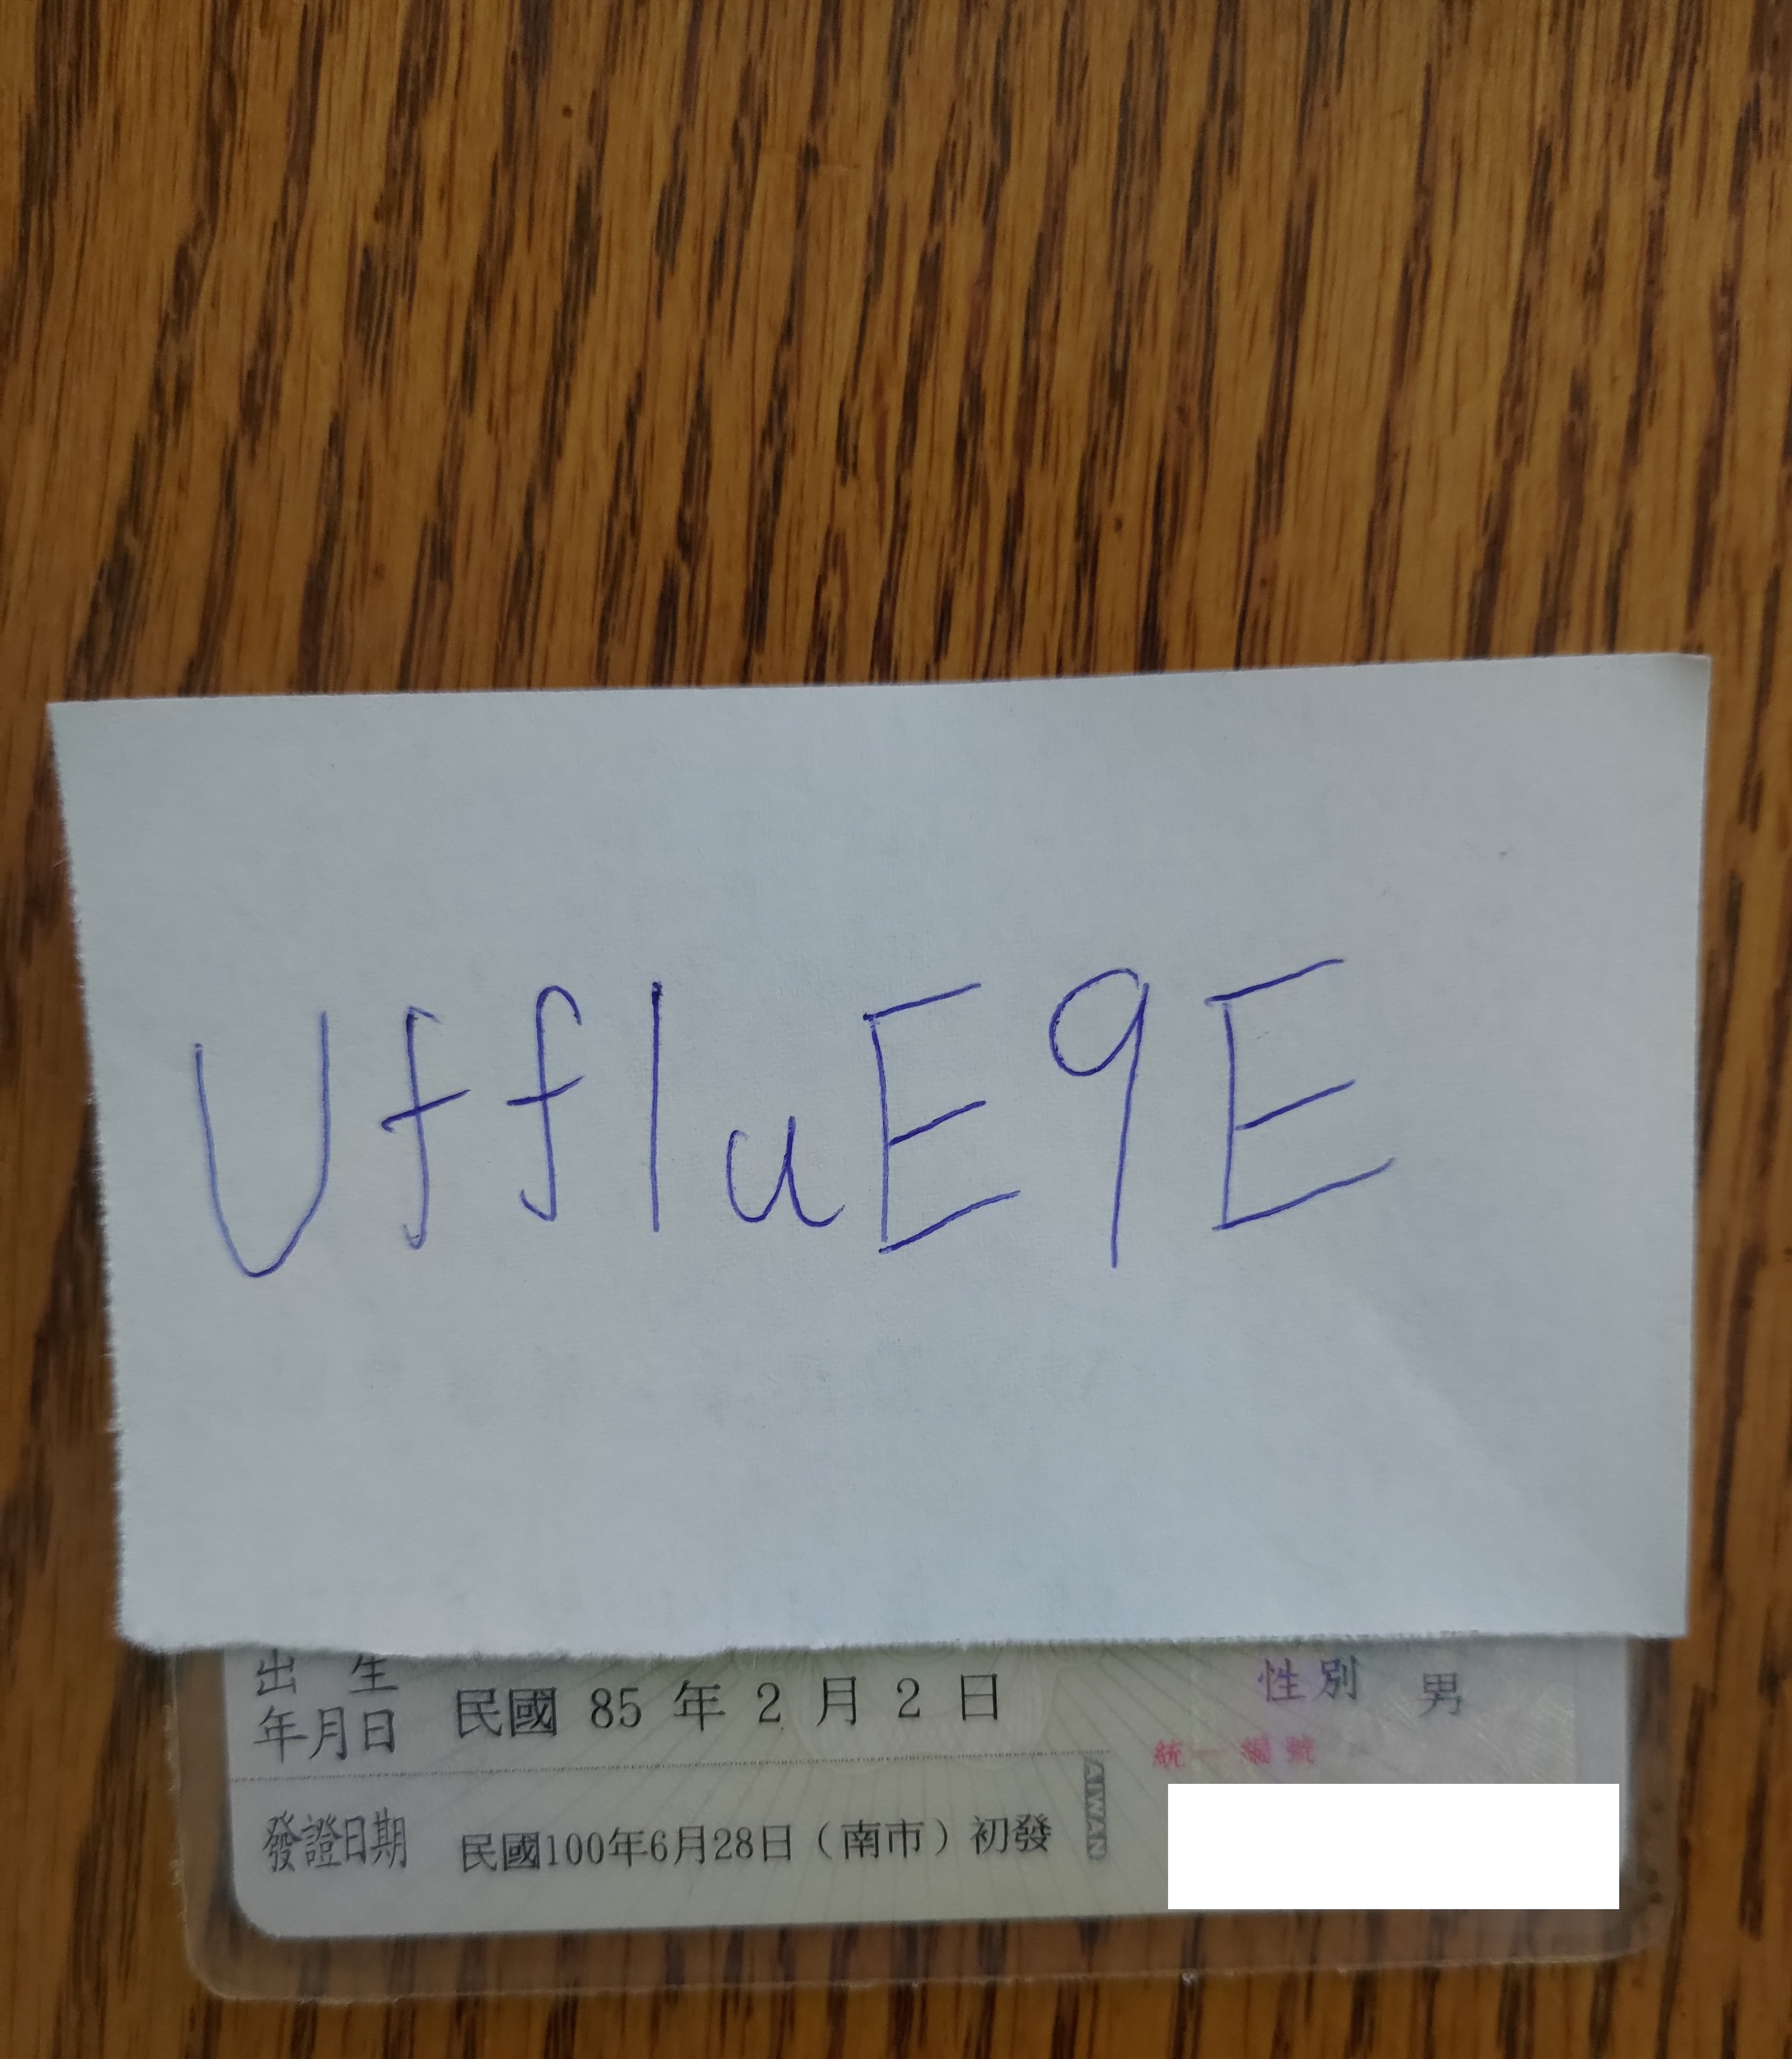 UffluE9E
出生
年月日
民國 85 年 2 月 2 日
性別 男
統一編號
發證日期
民國100年6月28日（南市）初發
TAIWAN